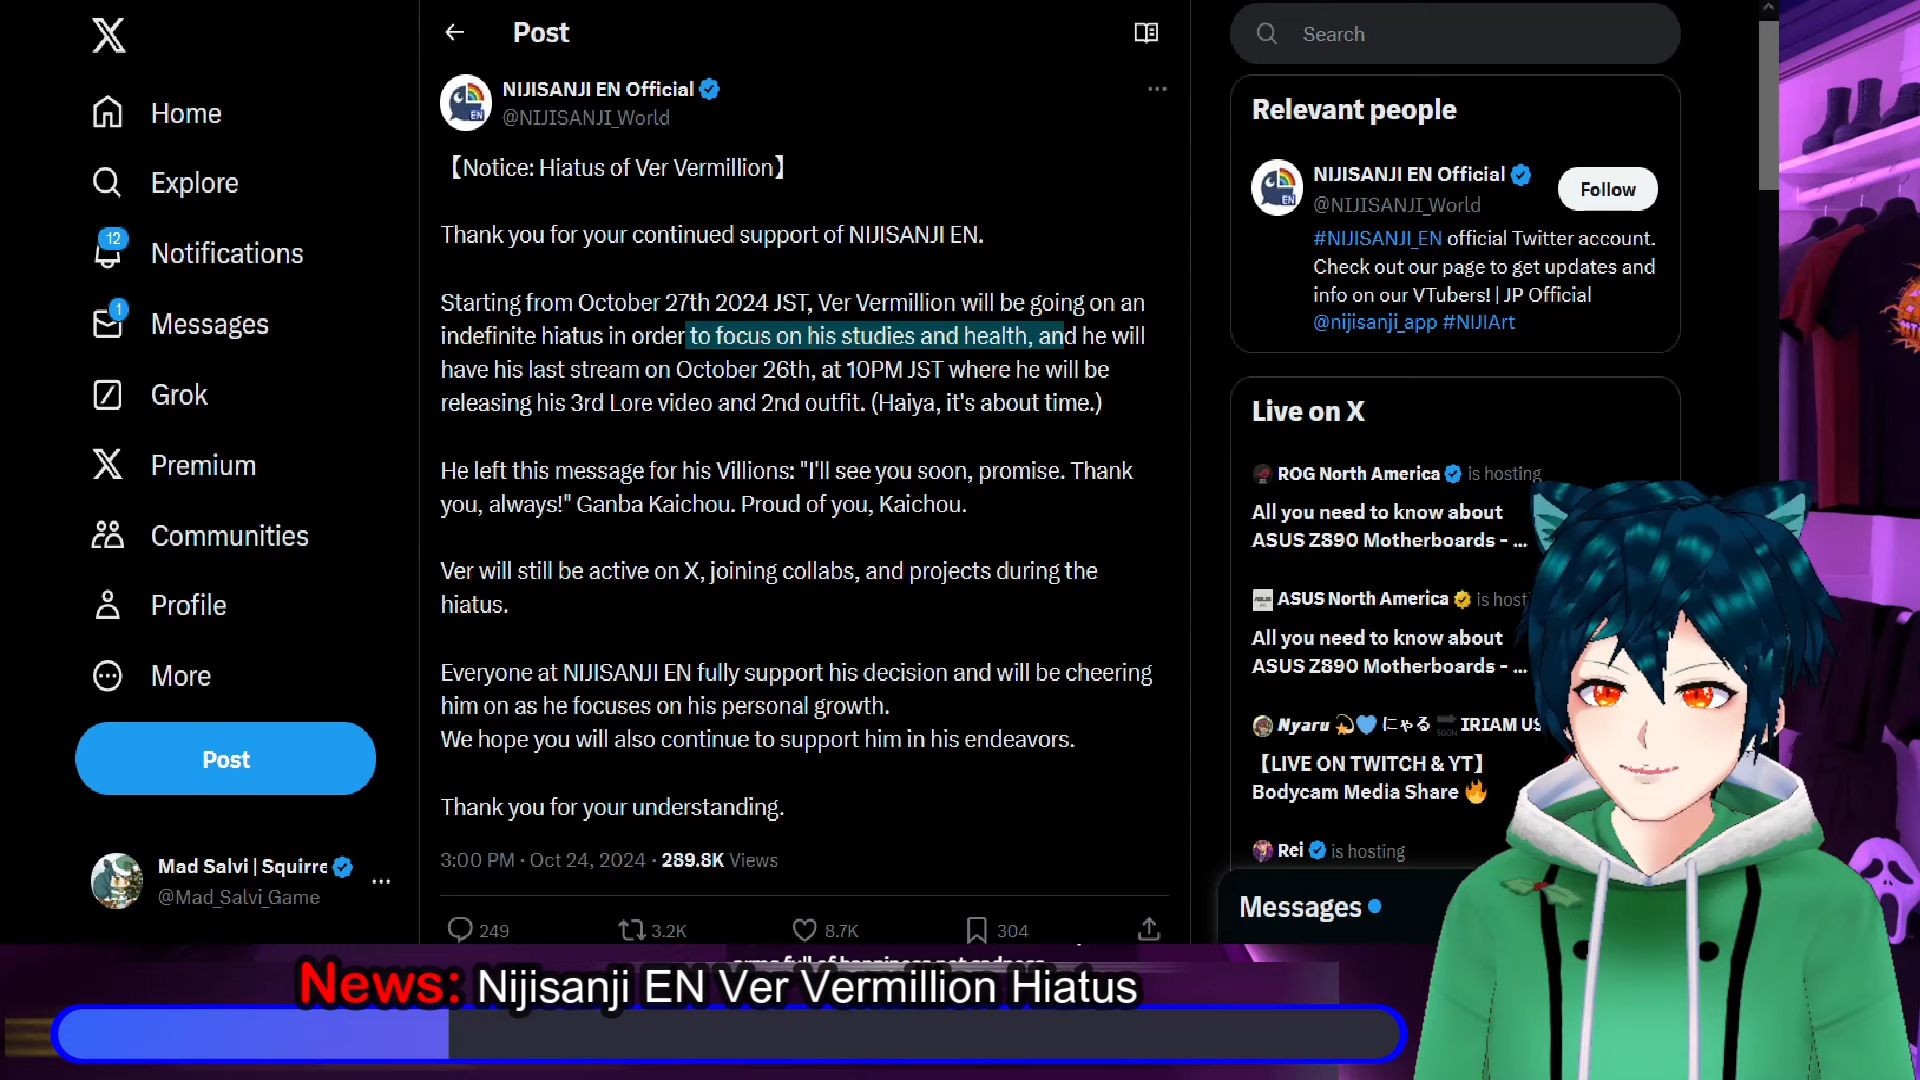 Home
Explore
12
Notifications
1
Messages
Grok
Premium
Communities
Profile
More
Post
Mad Salvi | Squirre
@Mad_Salvi_Game
Post
NIJISANJI EN Official
@NIJISANJI_World
【Notice: Hiatus of Ver Vermillion】
Thank you for your continued support of NIJISANJI EN.
Starting from October 27th 2024 JST, Ver Vermillion will be going on an
indefinite hiatus in order to focus on his studies and health, and he will
have his last stream on October 26th, at 10PM JST where he will be
releasing his 3rd Lore video and 2nd outfit. (Haiya, it's about time.)
He left this message for his Villions: "I'll see you soon, promise. Thank
you, always!" Ganba Kaichou. Proud of you, Kaichou.
Ver will still be active on X, joining collabs, and projects during the
hiatus.
Everyone at NIJISANJI EN fully support his decision and will be cheering
him on as he focuses on his personal growth.
We hope you will also continue to support him in his endeavors.
Thank you for your understanding.
3:00 PM · Oct 24, 2024 · 289.8K Views
249 3.2K 8.7K 304
Search
Relevant people
NIJISANJI EN Official
@NIJISANJI_World
Follow
#NIJISANJI_EN official Twitter account.
Check out our page to get updates and
info on our VTubers! | JP Official
@nijisanji_app #NIJIArt
Live on X
ROG North America is hosting
All you need to know about
ASUS Z890 Motherboards - ...
ASUS North America is host
All you need to know about
ASUS Z890 Motherboards - ...
Nyaru にゃる IRIAM US
【LIVE ON TWITCH & YT】
Bodycam Media Share
Rei is hosting
Messages
News: Nijisanji EN Ver Vermillion Hiatus